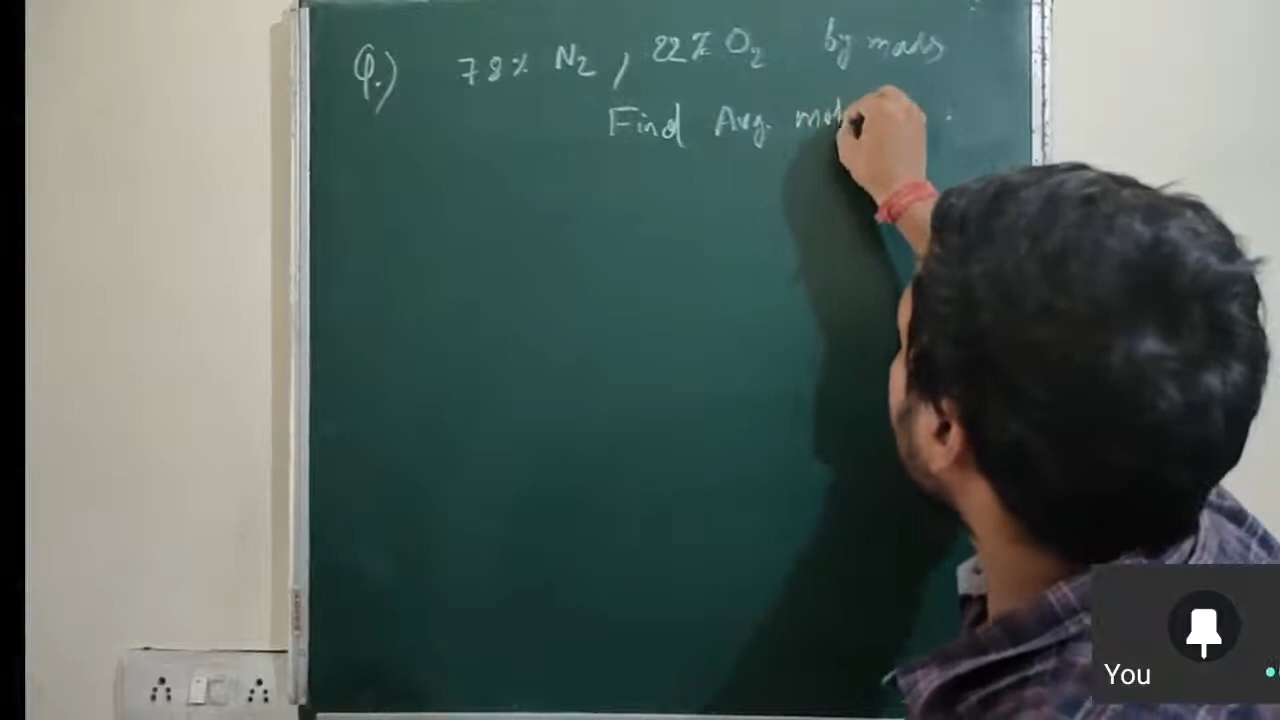 Q.) 78% N₂, 22% O₂ by mass
Find Avg.
You